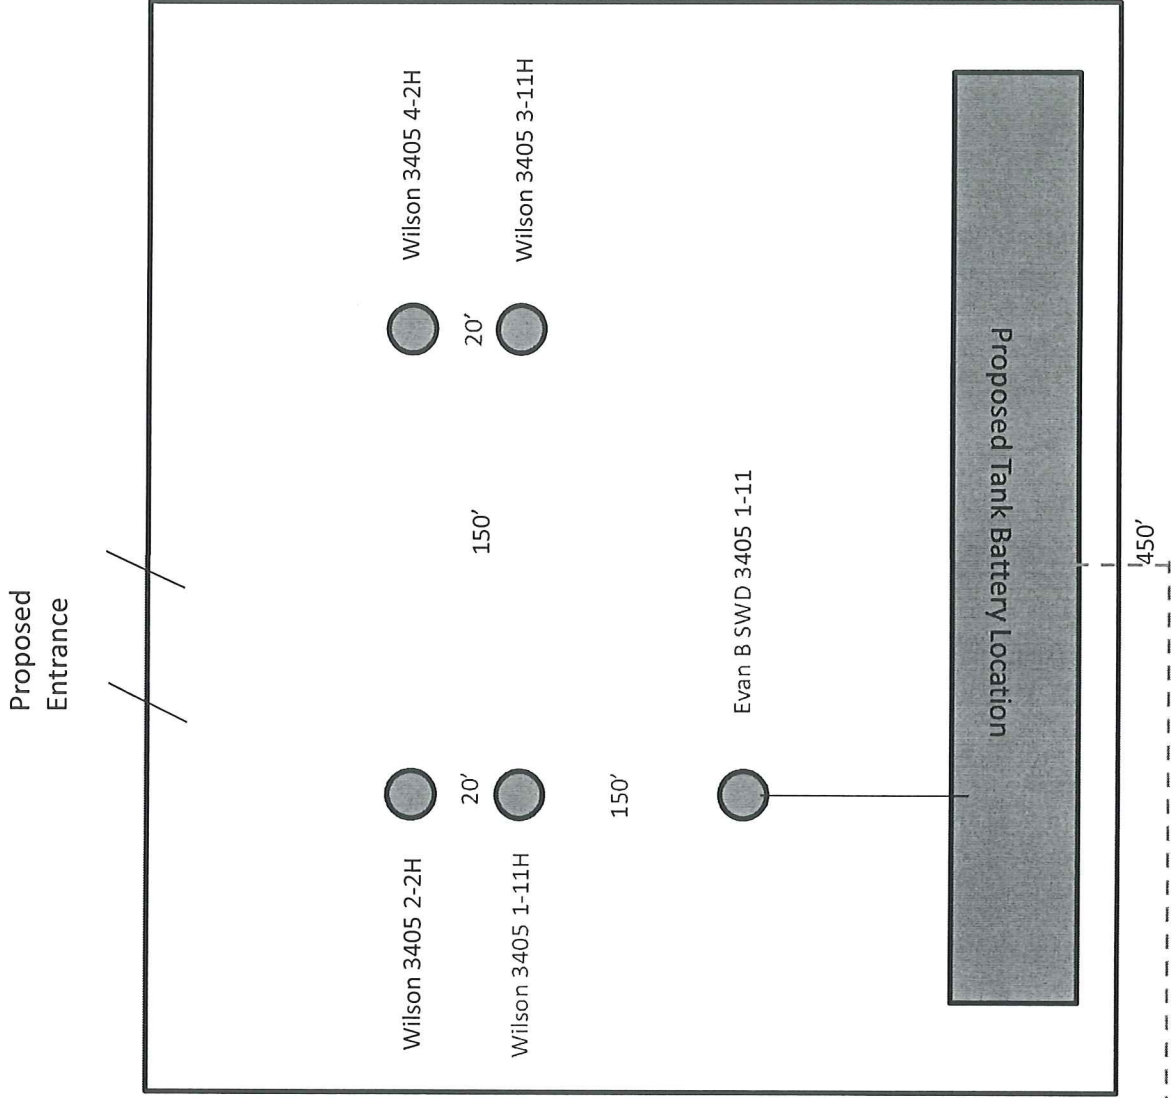 Proposed
Entrance
Wilson 3405 2-2H
Wilson 3405 4-2H
20'
20'
Wilson 3405 1-11H
Wilson 3405 3-11H
150'
150'
Evan B SWD 3405 1-11
Proposed Tank Battery Location
450'